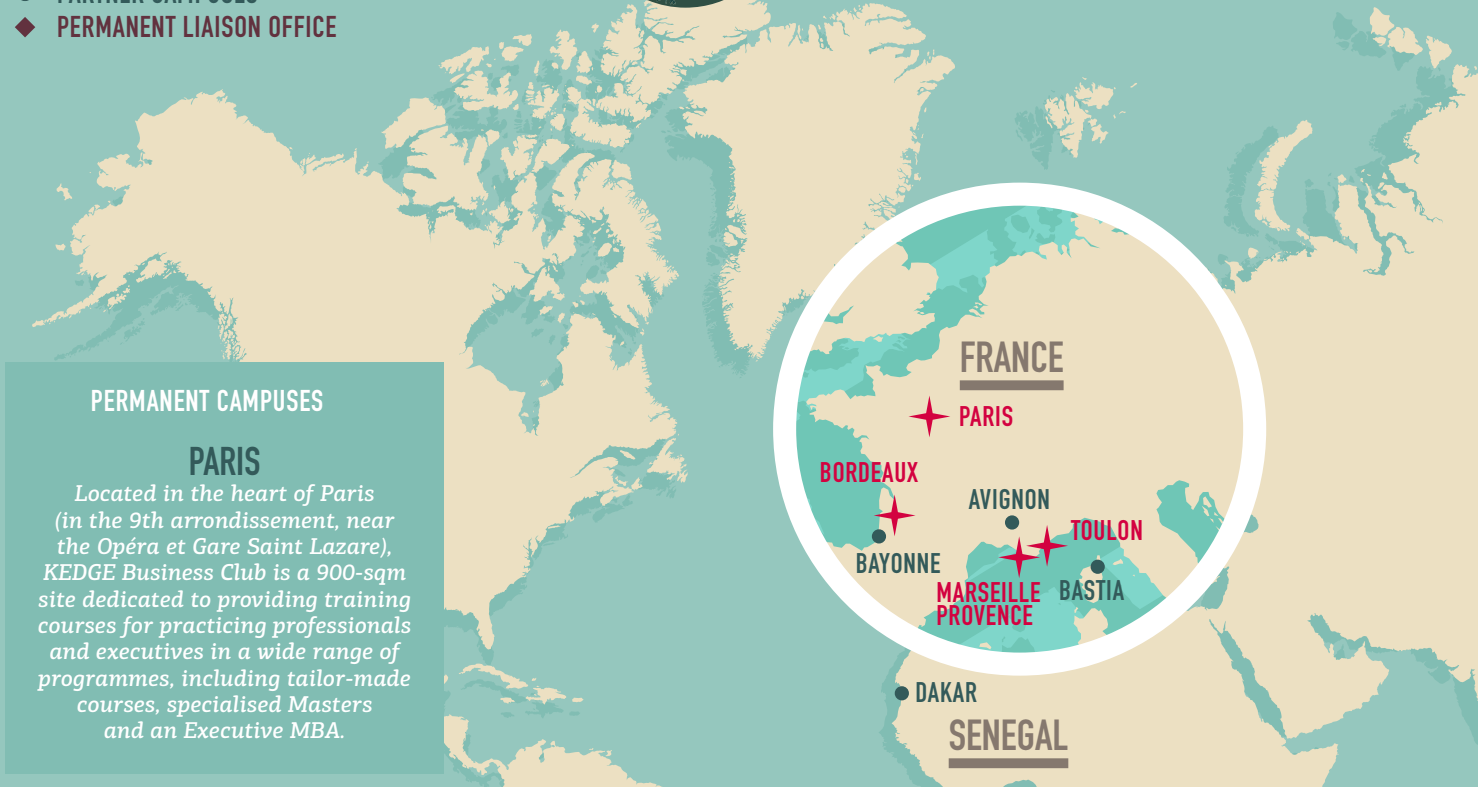 PARTNER CAMPUSES
PERMANENT LIAISON OFFICE
FRANCE
PARIS
BORDEAUX
AVIGNON
TOULON
BAYONNE
MARSEILLE
PROVENCE
BASTIA
DAKAR
SENEGAL
PERMANENT CAMPUSES
PARIS
Located in the heart of Paris
(in the 9th arrondissement, near
the Opéra et Gare Saint Lazare),
KEDGE Business Club is a 900-sqm
site dedicated to providing training
courses for practicing professionals
and executives in a wide range of
programmes, including tailor-made
courses, specialised Masters
and an Executive MBA.